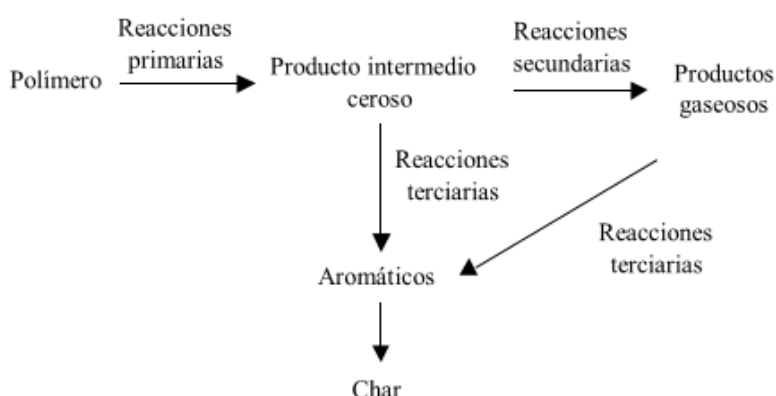 Reacciones
primarias
Reacciones
secundarias
Polímero
Producto intermedio
ceroso
Productos
gaseosos
Reacciones
terciarias
Reacciones
terciarias
Aromáticos
Char